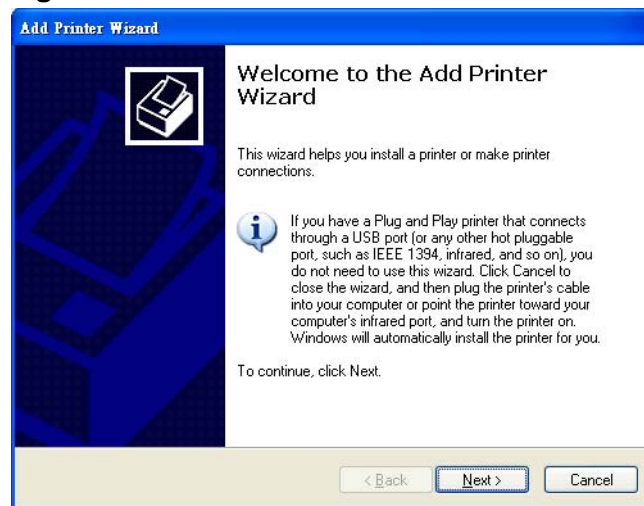 Add Printer Wizard
Welcome to the Add Printer
Wizard
This wizard helps you install a printer or make printer
connections.
If you have a Plug and Play printer that connects
through a USB port (or any other hot pluggable
port, such as IEEE 1394, infrared, and so on), you
do not need to use this wizard. Click Cancel to
close the wizard, and then plug the printer's cable
into your computer or point the printer toward your
computer's infrared port, and turn the printer on.
Windows will automatically install the printer for you.
To continue, click Next.
< Back Next > Cancel